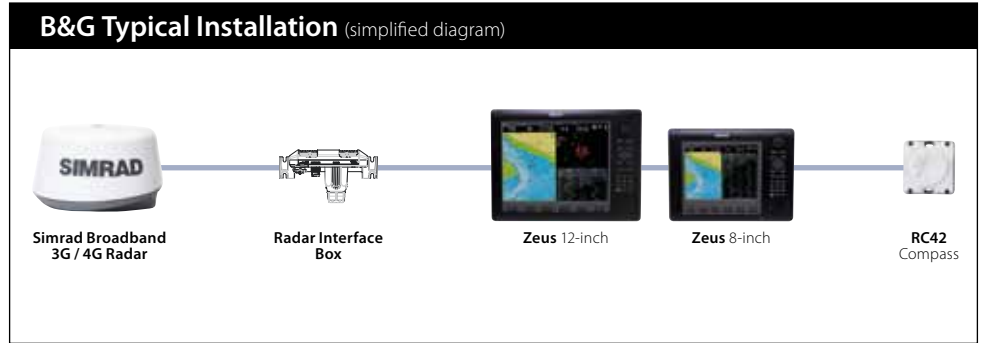 B&G Typical Installation (simplified diagram)
SIMRAD
Simrad Broadband
3G / 4G Radar
Radar Interface
Box
Zeus 12-inch
Zeus 8-inch
RC42
Compass